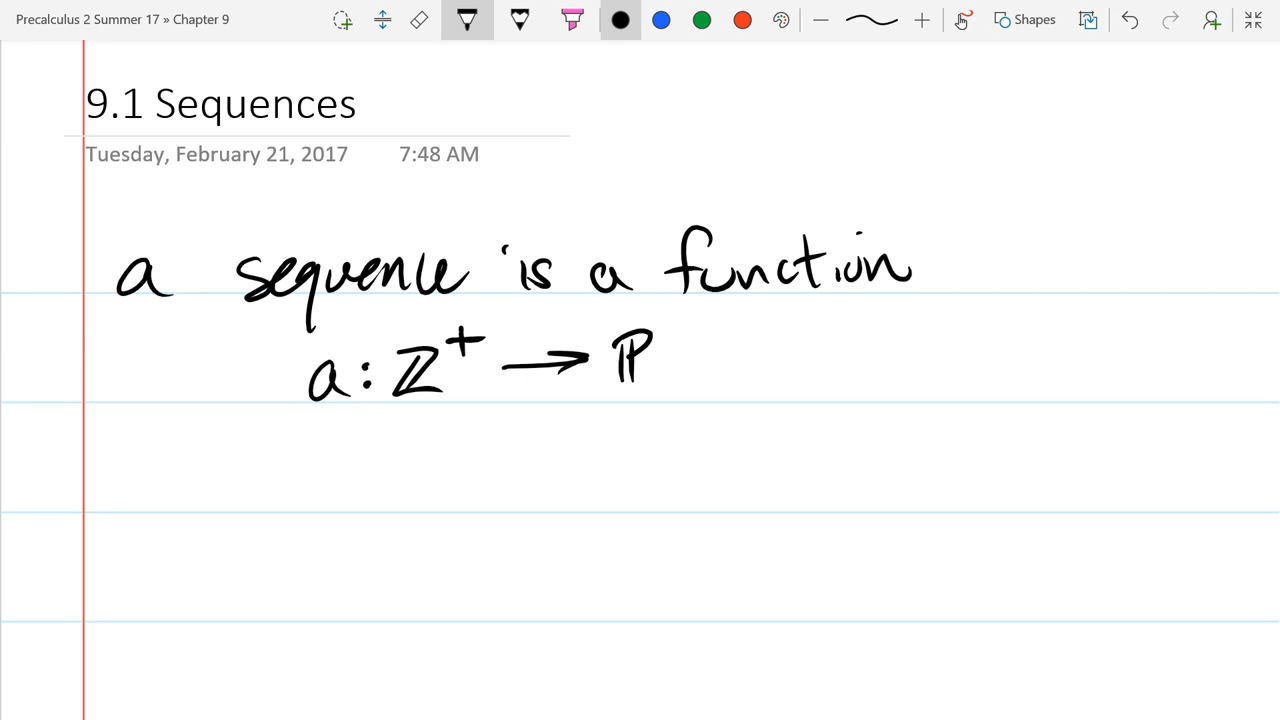 Precalculus 2 Summer 17 » Chapter 9
Shapes
9.1 Sequences
Tuesday, February 21, 2017 7:48 AM
a sequence is a function
a: ℤ⁺ → ℙ